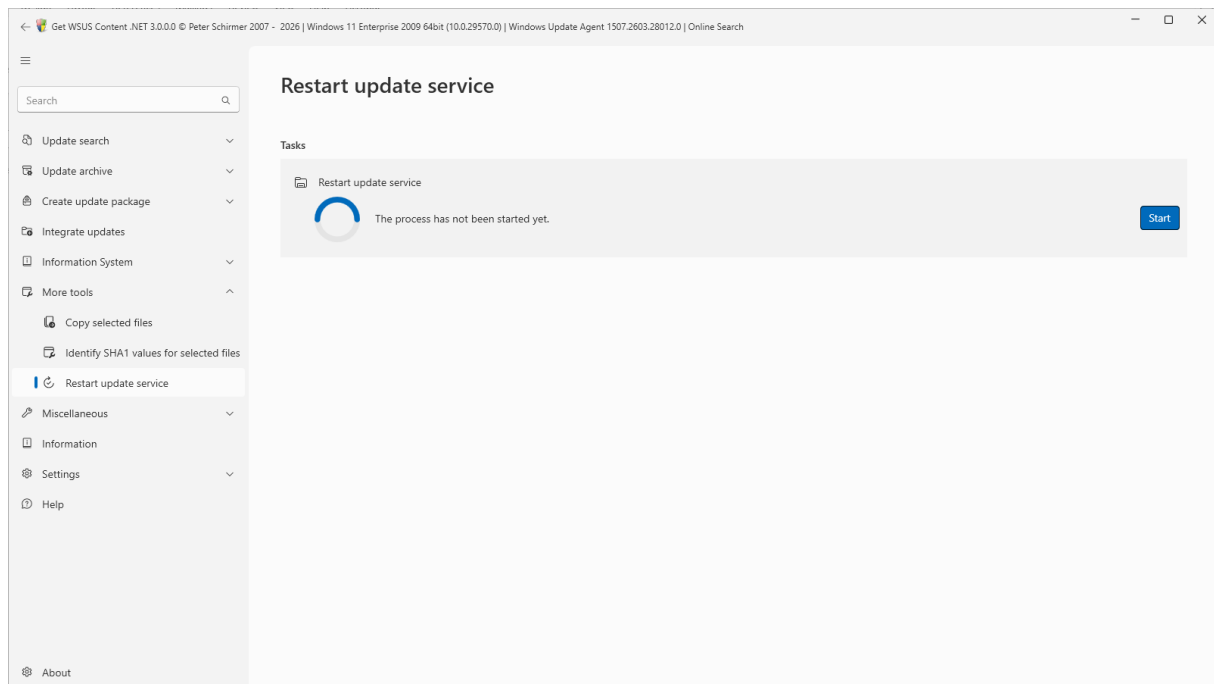 Get WSUS Content .NET 3.0.0.0 © Peter Schirmer 2007 - 2026 | Windows 11 Enterprise 2009 64bit (10.0.29570.0) | Windows Update Agent 1507.2603.28012.0 | Online Search
Search
Update search
Update archive
Create update package
Integrate updates
Information System
More tools
Copy selected files
Identify SHA1 values for selected files
Restart update service
Miscellaneous
Information
Settings
Help
About
Restart update service
Tasks
Restart update service
The process has not been started yet.
Start